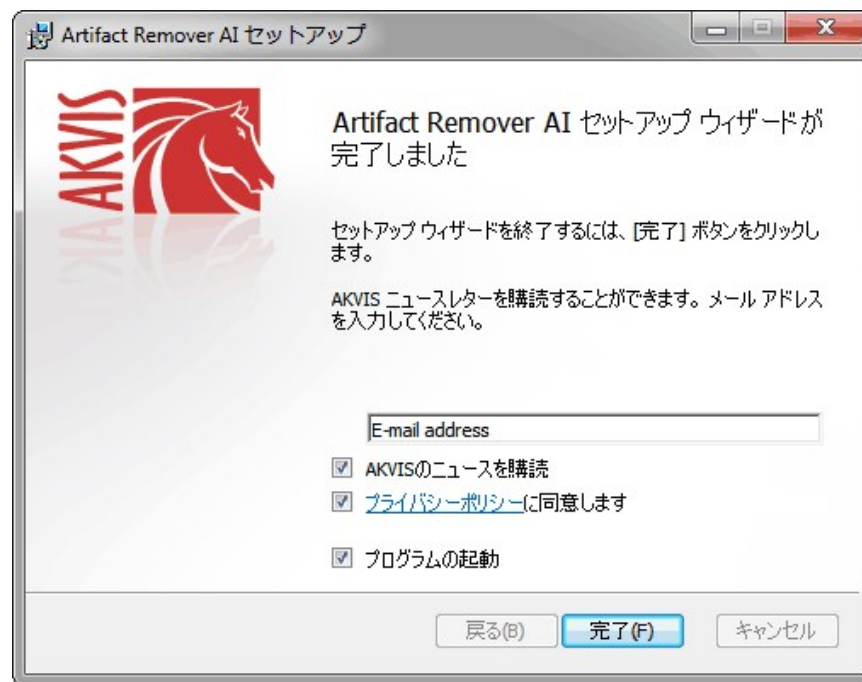 Artifact Remover AI セットアップ
AKVIS
Artifact Remover AI セットアップ ウィザードが
完了しました
セットアップ ウィザードを終了するには、[完了] ボタンをクリックし
ます。
AKVIS ニュースレターを購読することができます。メール アドレス
を入力してください。
E-mail address
AKVISのニュースを購読
プライバシーポリシーに同意します
プログラムの起動
戻る(B)
完了(F)
キャンセル